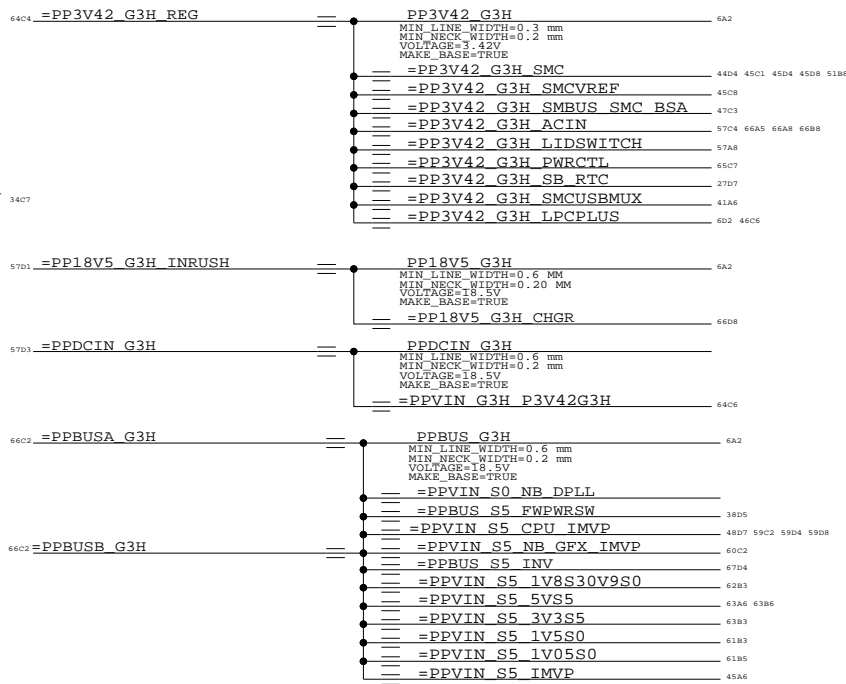 64C4 =PP3V42_G3H_REG PP3V42_G3H 6A2
MIN_LINE_WIDTH=0.3 mm
MIN_NECK_WIDTH=0.2 mm
VOLTAGE=3.42V
MAKE_BASE=TRUE
=PP3V42_G3H_SMC 44D4 45C1 45D4 45D8 51B8
=PP3V42_G3H_SMCVREF 45C8
=PP3V42_G3H_SMBUS_SMC_BSA 47C3
=PP3V42_G3H_ACIN 57C4 66A5 66A8 66B8
=PP3V42_G3H_LIDSWITCH 57A8
=PP3V42_G3H_PWRCTL 65C7
=PP3V42_G3H_SB_RTC 27D7
34C7 =PP3V42_G3H_SMCUSBMUX 41A6
=PP3V42_G3H_LPCPLUS 6D2 46C6
57D1 =PP18V5_G3H_INRUSH PP18V5_G3H 6A2
MIN_LINE_WIDTH=0.6 MM
MIN_NECK_WIDTH=0.20 MM
VOLTAGE=18.5V
MAKE_BASE=TRUE
=PP18V5_G3H_CHGR 66D8
57D3 =PPDCIN_G3H PPDCIN_G3H
MIN_LINE_WIDTH=0.6 mm
MIN_NECK_WIDTH=0.2 mm
VOLTAGE=18.5V
MAKE_BASE=TRUE
=PPVIN_G3H_P3V42G3H 64C6
66C2 =PPBUSA_G3H PPBUS_G3H 6A2
MIN_LINE_WIDTH=0.6 mm
MIN_NECK_WIDTH=0.2 mm
VOLTAGE=18.5V
MAKE_BASE=TRUE
=PPVIN_S0_NB_DPLL
=PPBUS_S5_FWPWRSW 38D5
=PPVIN_S5_CPU_IMVP 48D7 59C2 59D4 59D8
66C2 =PPBUSB_G3H =PPVIN_S5_NB_GFX_IMVP 60C2
=PPBUS_S5_INV 67D4
=PPVIN_S5_1V8S30V9S0 62B3
=PPVIN_S5_5VS5 63A6 63B6
=PPVIN_S5_3V3S5 63B3
=PPVIN_S5_1V5S0 61B3
=PPVIN_S5_1V05S0 61B5
=PPVIN_S5_IMVP 45A6